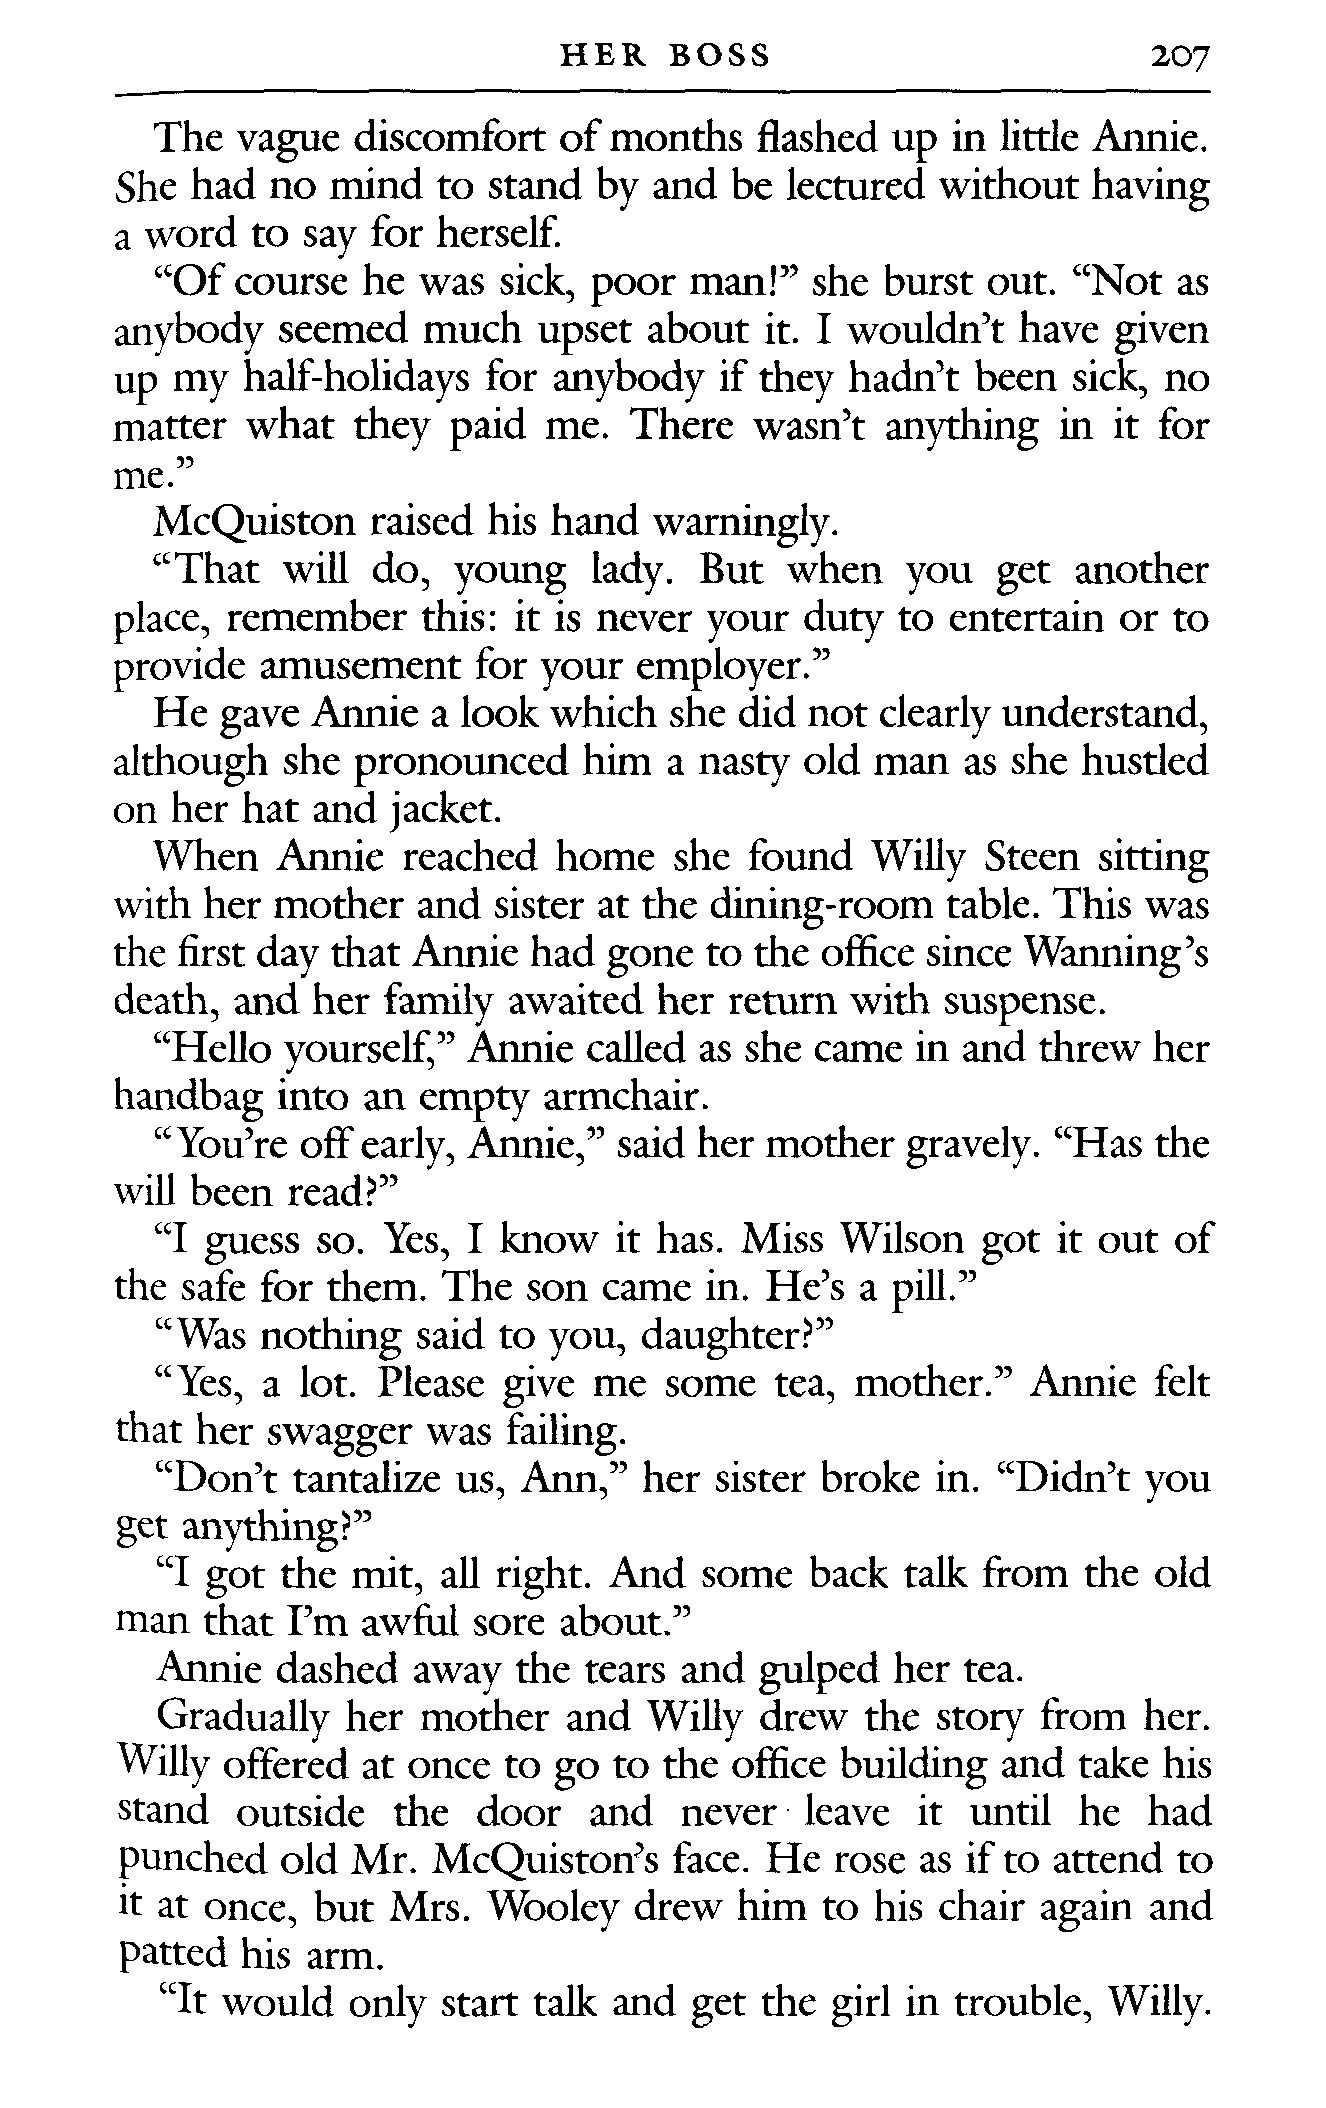 HER BOSS 207
The vague discomfort of months flashed up in little Annie.
She had no mind to stand by and be lectured without having
a word to say for herself.
“Of course he was sick, poor man!” she burst out. “Not as
anybody seemed much upset about it. I wouldn’t have given
up my half-holidays for anybody if they hadn’t been sick, no
matter what they paid me. There wasn’t anything in it for
me.”
McQuiston raised his hand warningly.
“That will do, young lady. But when you get another
place, remember this: it is never your duty to entertain or to
provide amusement for your employer.”
He gave Annie a look which she did not clearly understand,
although she pronounced him a nasty old man as she hustled
on her hat and jacket.
When Annie reached home she found Willy Steen sitting
with her mother and sister at the dining-room table. This was
the first day that Annie had gone to the office since Wanning’s
death, and her family awaited her return with suspense.
“Hello yourself,” Annie called as she came in and threw her
handbag into an empty armchair.
“You’re off early, Annie,” said her mother gravely. “Has the
will been read?”
“I guess so. Yes, I know it has. Miss Wilson got it out of
the safe for them. The son came in. He’s a pill.”
“Was nothing said to you, daughter?”
“Yes, a lot. Please give me some tea, mother.” Annie felt
that her swagger was failing.
“Don’t tantalize us, Ann,” her sister broke in. “Didn’t you
get anything?”
“I got the mit, all right. And some back talk from the old
man that I’m awful sore about.”
Annie dashed away the tears and gulped her tea.
Gradually her mother and Willy drew the story from her.
Willy offered at once to go to the office building and take his
stand outside the door and never leave it until he had
punched old Mr. McQuiston’s face. He rose as if to attend to
it at once, but Mrs. Wooley drew him to his chair again and
patted his arm.
“It would only start talk and get the girl in trouble, Willy.